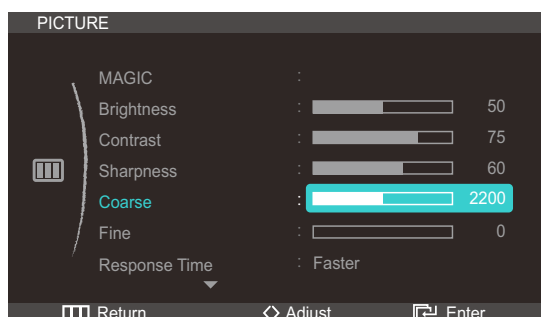 PICTURE
MAGIC :
Brightness : 50
Contrast : 75
Sharpness : 60
Coarse : 2200
Fine : 0
Response Time : Faster
Return Adjust Enter